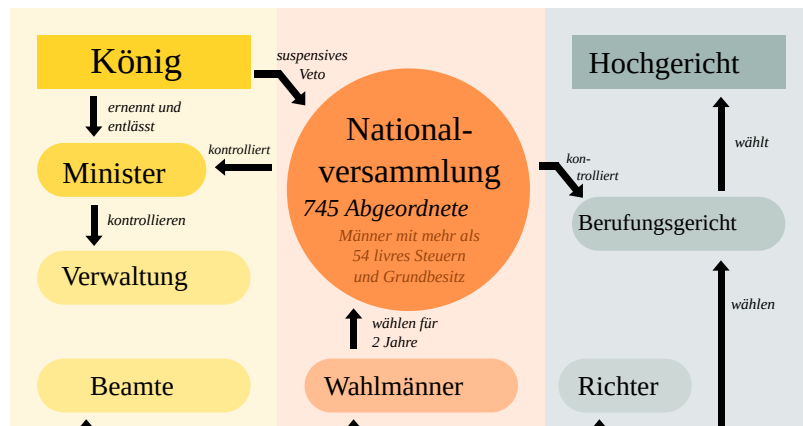 König
ernennt und
entlässt
Minister
kontrollieren
Verwaltung
Beamte
suspensives
Veto
kontrolliert
National-
versammlung
745 Abgeordnete
Männer mit mehr als
54 livres Steuern
und Grundbesitz
wählen für
2 Jahre
Wahlmänner
Hochgericht
wählt
kon-
trolliert
Berufungsgericht
wählen
Richter